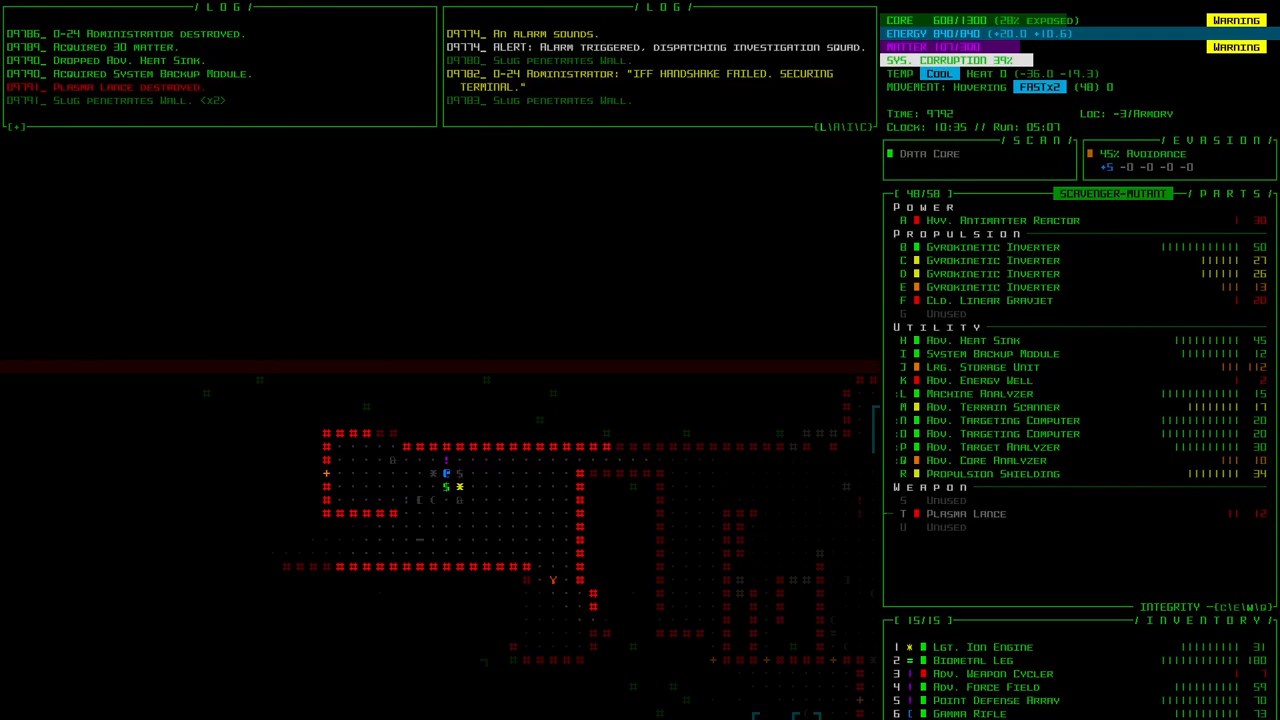 / L O G /
09786_ O-24 Administrator destroyed.
09789_ Acquired 30 matter.
09790_ Dropped Adv. Heat Sink.
09790_ Acquired System Backup Module.
09791_ Plasma Lance destroyed.
09791_ Slug penetrates Wall. <x2>
[+]
/ L O G /
09774_ An alarm sounds.
09774_ ALERT: Alarm triggered, dispatching investigation squad.
09780_ Slug penetrates Wall.
09782_ O-24 Administrator: "IFF HANDSHAKE FAILED. SECURING
TERMINAL."
09783_ Slug penetrates Wall.
(L\A\I\C)
CORE 608/1300 (28% exposed) Warning
ENERGY 840/840 (+20.0 +10.6)
MATTER 107/300 Warning
SYS. CORRUPTION 39%
TEMP Cool HEAT 0 (-36.0 -19.3)
MOVEMENT: Hovering FASTx2 (48) 0
Time: 9792 Loc: -3/Armory
Clock: 10:35 // Run: 05:07
/ S C A N /
Data Core
/ E V A S I O N /
45% Avoidance
+5 -0 -0 -0 -0
[ 48/58 ] SCAVENGER-MUTANT / P A R T S /
Power
A Hvy. Antimatter Reactor 30
Propulsion
B Gyrokinetic Inverter 50
C Gyrokinetic Inverter 27
D Gyrokinetic Inverter 26
E Gyrokinetic Inverter 13
F Cld. Linear Gravjet 20
G Unused
Utility
H Adv. Heat Sink 45
I System Backup Module 12
J Lrg. Storage Unit 112
K Adv. Energy Well 2
:L Machine Analyzer 15
M Adv. Terrain Scanner 17
:N Adv. Targeting Computer 20
:O Adv. Targeting Computer 20
:P Adv. Target Analyzer 30
:Q Adv. Core Analyzer 10
R Propulsion Shielding 34
Weapon
S Unused
T Plasma Lance 12
U Unused
INTEGRITY (C\E\W\Q)
[ 15/15 ] / I N V E N T O R Y /
1 Lgt. Ion Engine 31
2 Biometal Leg 180
3 Adv. Weapon Cycler 7
4 Adv. Force Field 59
5 Point Defense Array 70
6 Gamma Rifle 73